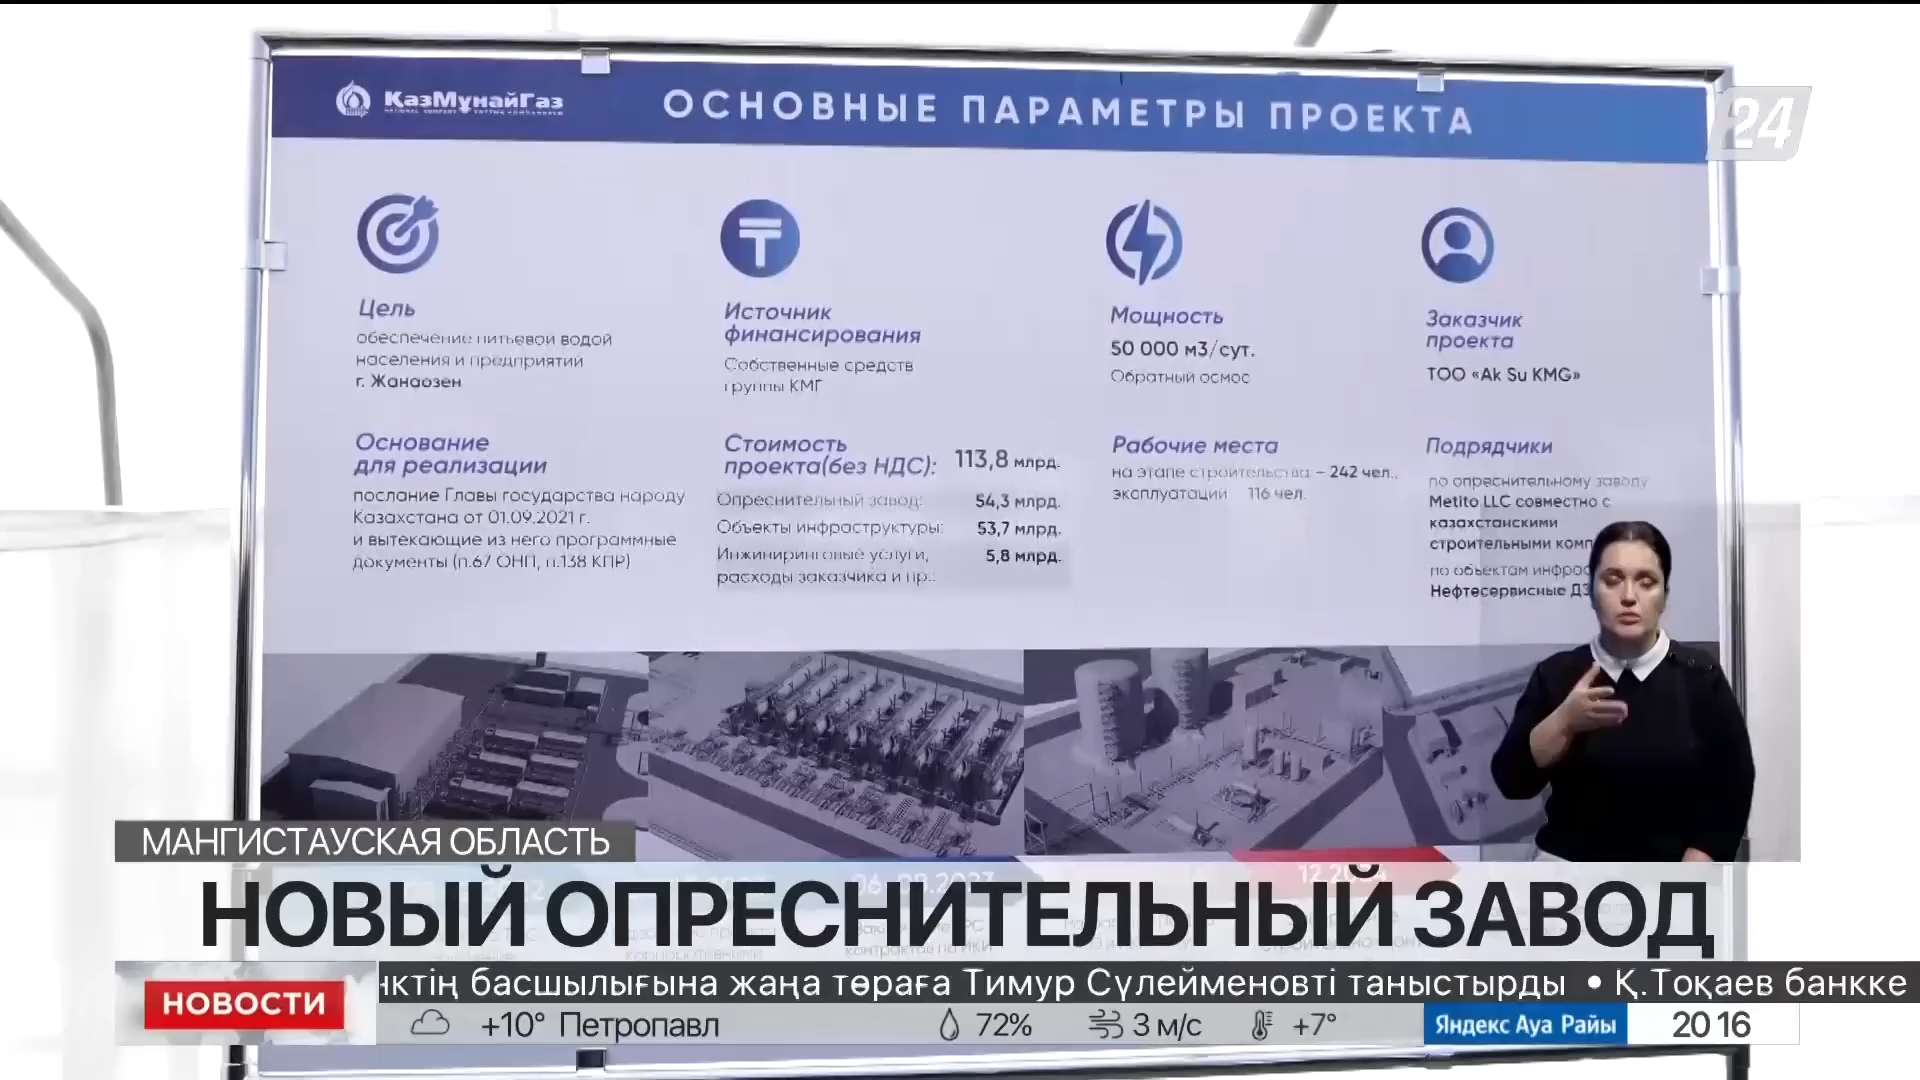 КазМұнайГаз
ОСНОВНЫЕ ПАРАМЕТРЫ ПРОЕКТА
24
Цель
обеспечение питьевой водой
населения и предприятий
г. Жанаозен
Источник
финансирования
Собственные средств
группы КМГ
Мощность
50 000 м3/сут.
Обратный осмос
Заказчик
проекта
ТОО «Ak Su KMG»
Основание
для реализации
послание Главы государства народу
Казахстана от 01.09.2021 г.
и вытекающие из него программные
документы (п.67 ОНП, п.138 КПР)
Стоимость
проекта(без НДС): 113,8 млрд.
Опреснительный завод: 54,3 млрд.
Объекты инфраструктуры: 53,7 млрд.
Инжиниринговые услуги, 5,8 млрд.
расходы заказчика и пр.:
Рабочие места
на этапе строительства – 242 чел.,
эксплуатации 116 чел.
Подрядчики
по опреснительному заводу
Metito LLC совместно с
казахстанскими
строительными комп
по объектам инфрас
Нефтесервисные ДЗ
МАНГИСТАУСКАЯ ОБЛАСТЬ
НОВЫЙ ОПРЕСНИТЕЛЬНЫЙ ЗАВОД
НОВОСТИ
нктің басшылығына жаңа төраға Тимур Сүлейменовті таныстырды • Қ.Тоқаев банкке
+10° Петропавл 72% 3 м/с +7° Яндекс Ауа Райы 20 16